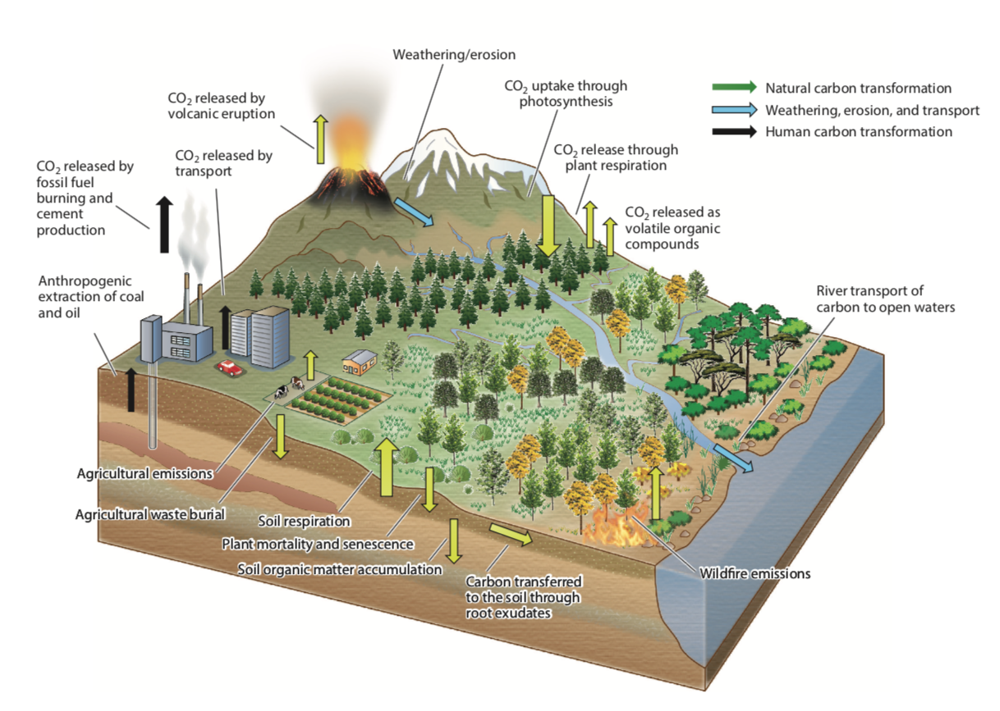 Weathering/erosion
CO₂ uptake through
photosynthesis
Natural carbon transformation
Weathering, erosion, and transport
Human carbon transformation
CO₂ released by
volcanic eruption
CO₂ release through
plant respiration
CO₂ released by
transport
CO₂ released by
fossil fuel
burning and
cement
production
CO₂ released as
volatile organic
compounds
Anthropogenic
extraction of coal
and oil
River transport of
carbon to open waters
Agricultural emissions
Agricultural waste burial
Soil respiration
Plant mortality and senescence
Soil organic matter accumulation
Carbon transferred
to the soil through
root exudates
Wildfire emissions